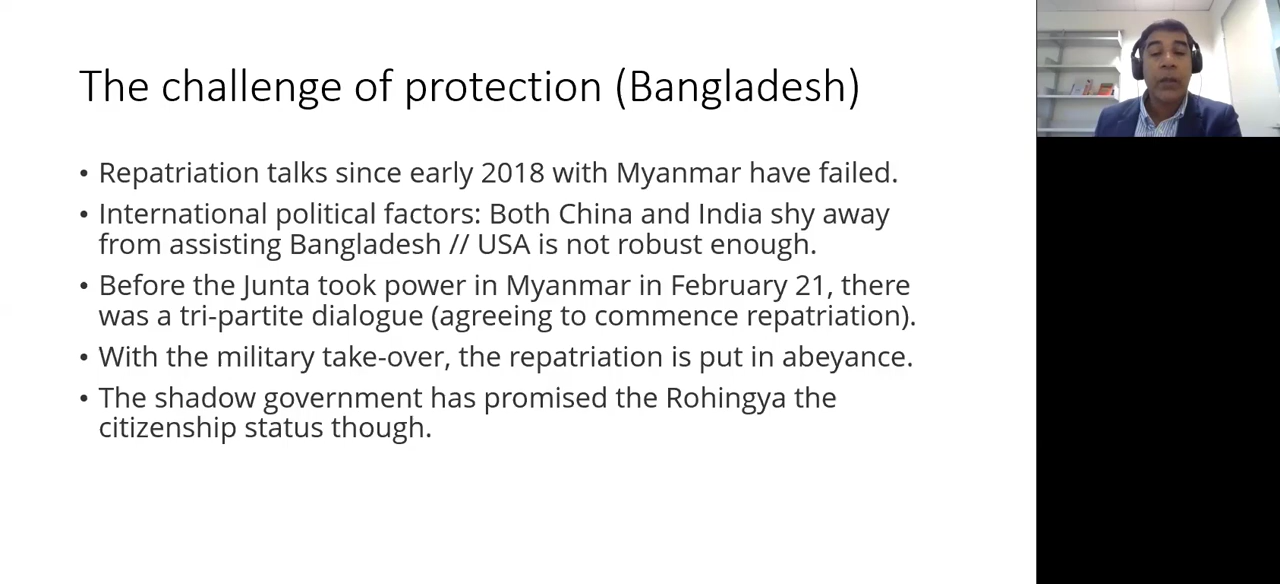 The challenge of protection (Bangladesh)
• Repatriation talks since early 2018 with Myanmar have failed.
• International political factors: Both China and India shy away
from assisting Bangladesh // USA is not robust enough.
• Before the Junta took power in Myanmar in February 21, there
was a tri-partite dialogue (agreeing to commence repatriation).
• With the military take-over, the repatriation is put in abeyance.
• The shadow government has promised the Rohingya the
citizenship status though.